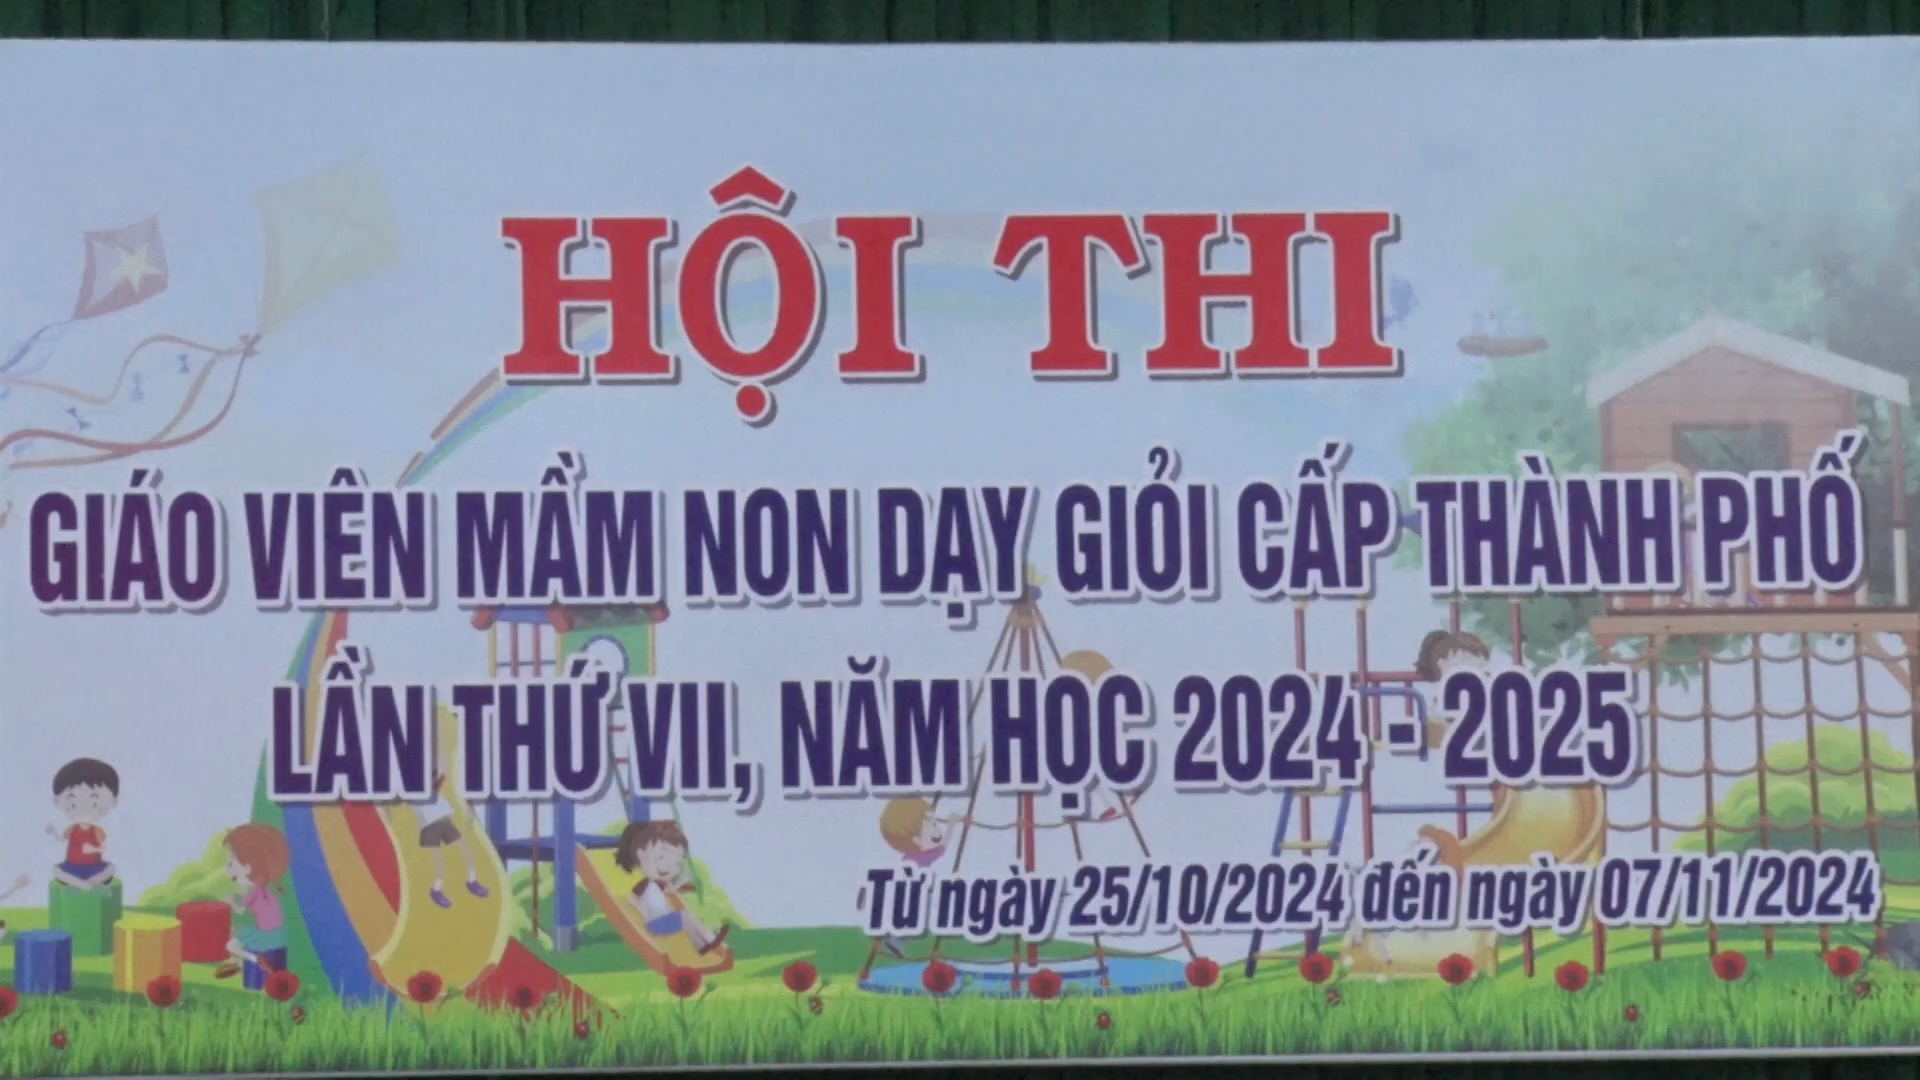 HỘI THI
GIÁO VIÊN MẦM NON DẠY GIỎI CẤP THÀNH PHỐ
LẦN THỨ VII, NĂM HỌC 2024 - 2025
Từ ngày 25/10/2024 đến ngày 07/11/2024